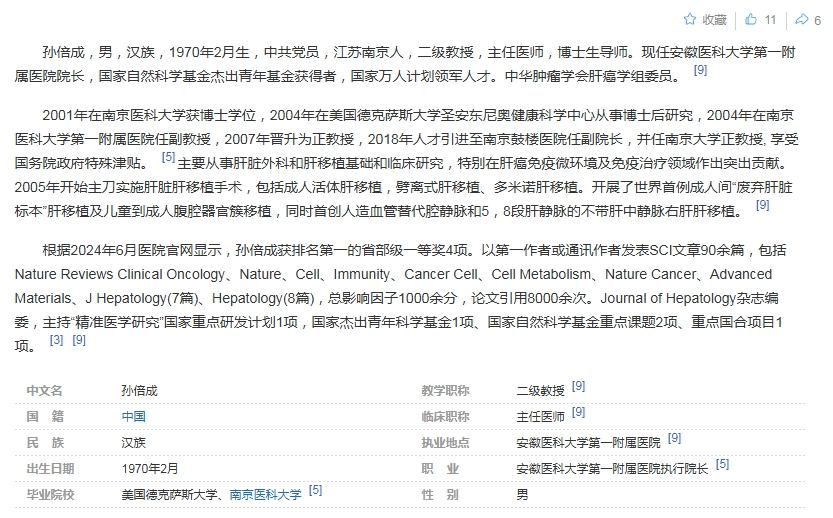 收藏 11 6
孙倍成，男，汉族，1970年2月生，中共党员，江苏南京人，二级教授，主任医师，博士生导师。现任安徽医科大学第一附
属医院院长，国家自然科学基金杰出青年基金获得者，国家万人计划领军人才。中华肿瘤学会肝癌学组委员。 [9]
2001年在南京医科大学获博士学位，2004年在美国德克萨斯大学圣安东尼奥健康科学中心从事博士后研究，2004年在南京
医科大学第一附属医院任副教授，2007年晋升为正教授，2018年人才引进至南京鼓楼医院任副院长，并任南京大学正教授, 享受
国务院政府特殊津贴。 [5] 主要从事肝脏外科和肝移植基础和临床研究，特别在肝癌免疫微环境及免疫治疗领域作出突出贡献。
2005年开始主刀实施肝脏肝移植手术，包括成人活体肝移植，劈离式肝移植、多米诺肝移植。开展了世界首例成人间“废弃肝脏
标本”肝移植及儿童到成人腹腔器官簇移植，同时首创人造血管替代腔静脉和5，8段肝静脉的不带肝中静脉右肝肝移植。 [9]
根据2024年6月医院官网显示，孙倍成获排名第一的省部级一等奖4项。以第一作者或通讯作者发表SCI文章90余篇，包括
Nature Reviews Clinical Oncology、Nature、Cell、Immunity、Cancer Cell、Cell Metabolism、Nature Cancer、Advanced
Materials、J Hepatology(7篇)、Hepatology(8篇)，总影响因子1000余分，论文引用8000余次。Journal of Hepatology杂志编
委，主持“精准医学研究”国家重点研发计划1项，国家杰出青年科学基金1项、国家自然科学基金重点课题2项、重点国合项目1
项。 [3] [9]
中文名 孙倍成 教学职称 二级教授 [9]
国 籍 中国 临床职称 主任医师 [9]
民 族 汉族 执业地点 安徽医科大学第一附属医院 [9]
出生日期 1970年2月 职 业 安徽医科大学第一附属医院执行院长 [5]
毕业院校 美国德克萨斯大学、南京医科大学 [5] 性 别 男